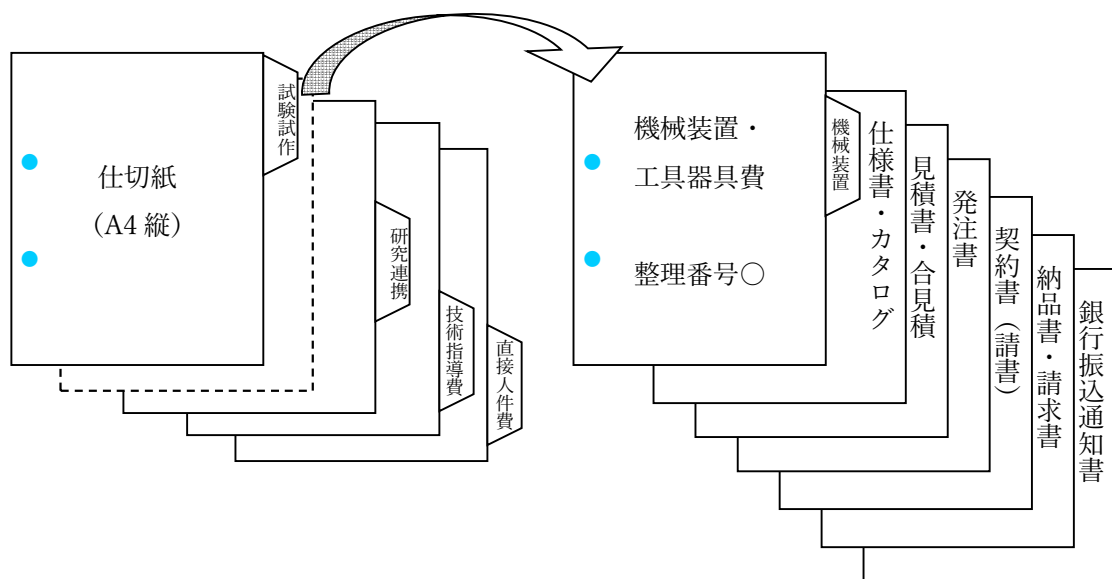 仕切紙
（A4 縦）
試験試作
研究連携
技術指導費
直接人件費
機械装置・
工具器具費
整理番号○
機械装置
仕様書・カタログ
見積書・合見積
発注書
契約書（請書）
納品書・請求書
銀行振込通知書